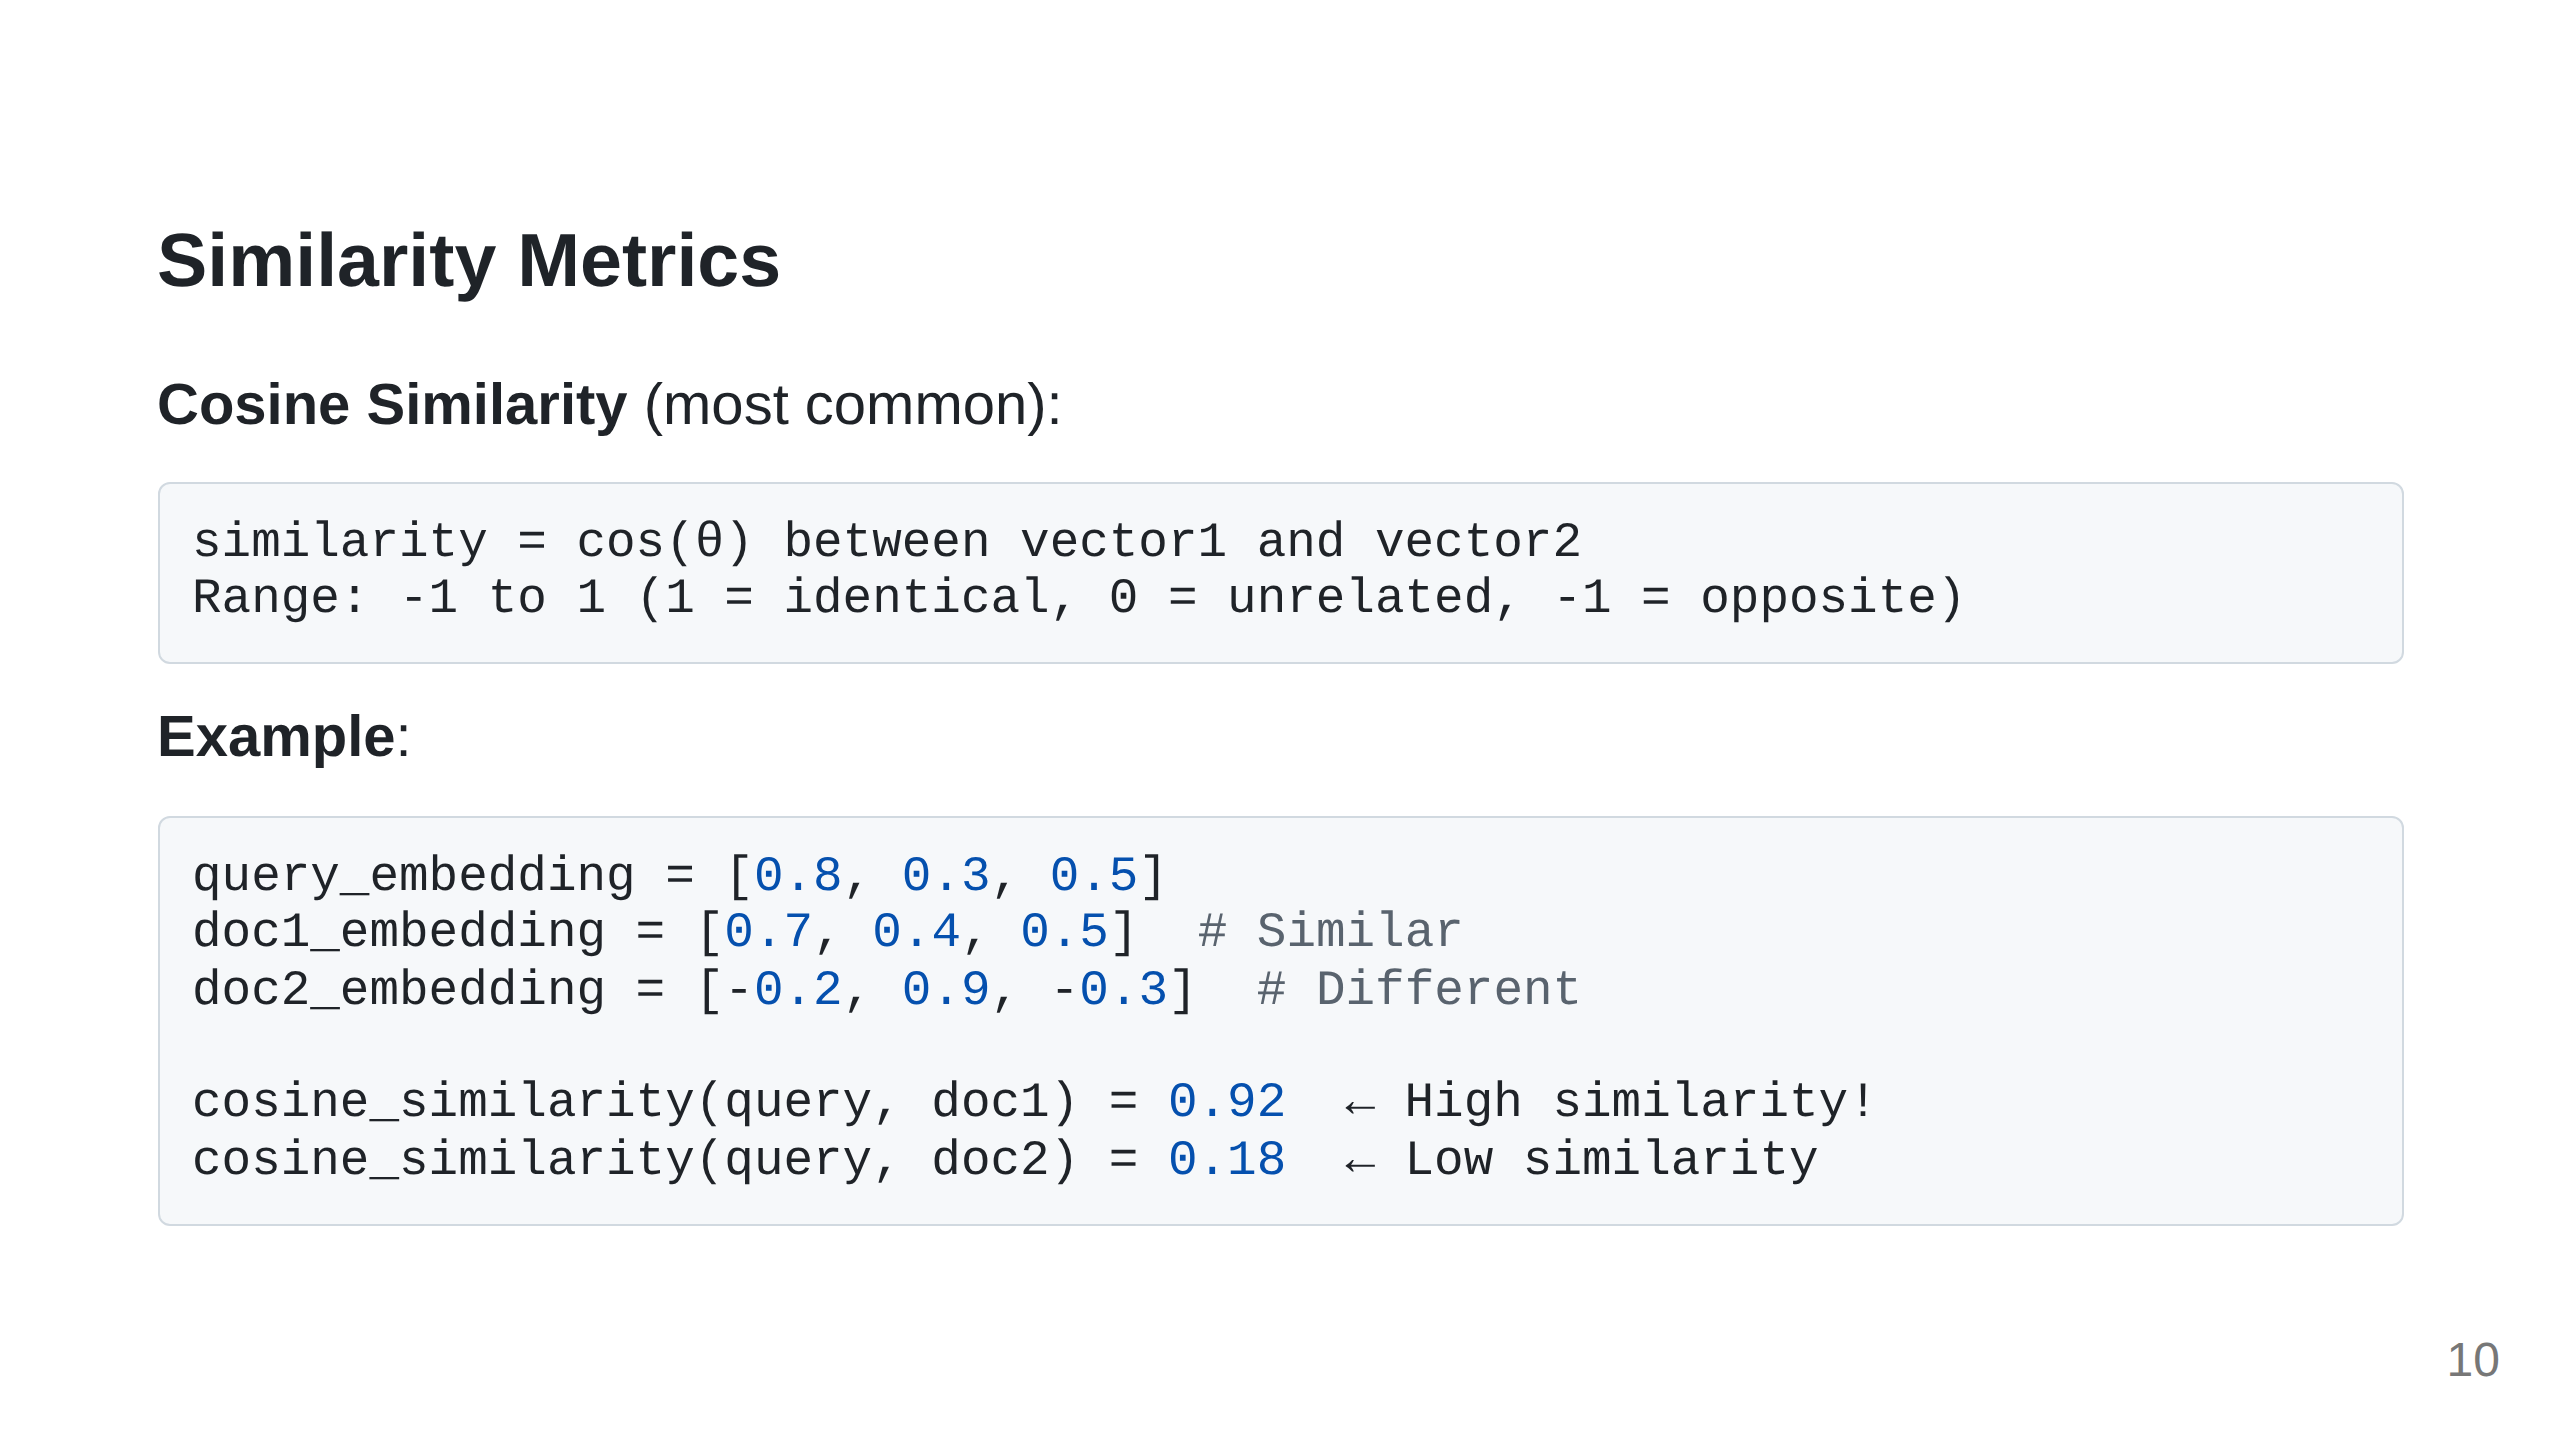 Similarity Metrics
Cosine Similarity (most common):
similarity = cos(θ) between vector1 and vector2
Range: -1 to 1 (1 = identical, 0 = unrelated, -1 = opposite)
Example:
query_embedding = [0.8, 0.3, 0.5]
doc1_embedding = [0.7, 0.4, 0.5]  # Similar
doc2_embedding = [-0.2, 0.9, -0.3]  # Different
cosine_similarity(query, doc1) = 0.92  ← High similarity!
cosine_similarity(query, doc2) = 0.18  ← Low similarity
10